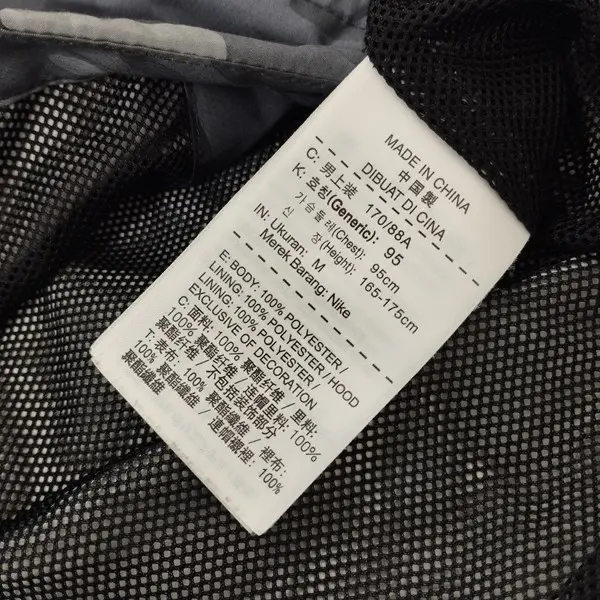 MADE IN CHINA
中国製
DIBUAT DI CINA
C: 男上装 170/88A
K: 호칭(Generic): 95
가슴둘레(Chest): 95cm
신 장(Height): 165-175cm
IN: Ukuran: M
Merek Barang: Nike
E: BODY: 100% POLYESTER /
LINING: 100% POLYESTER /
LINING: 100% POLYESTER / HOOD
EXCLUSIVE OF DECORATION
C: 面料: 100% 聚酯纤维 / 里料:
100% 聚酯纤维 / 连帽里料: 100%
聚酯纤维 / 不包括装饰部分
T: 表布: 100% 聚酯纖維 / 裡布:
100% 聚酯纖維 / 連帽襯裡: 100%
聚酯纖維